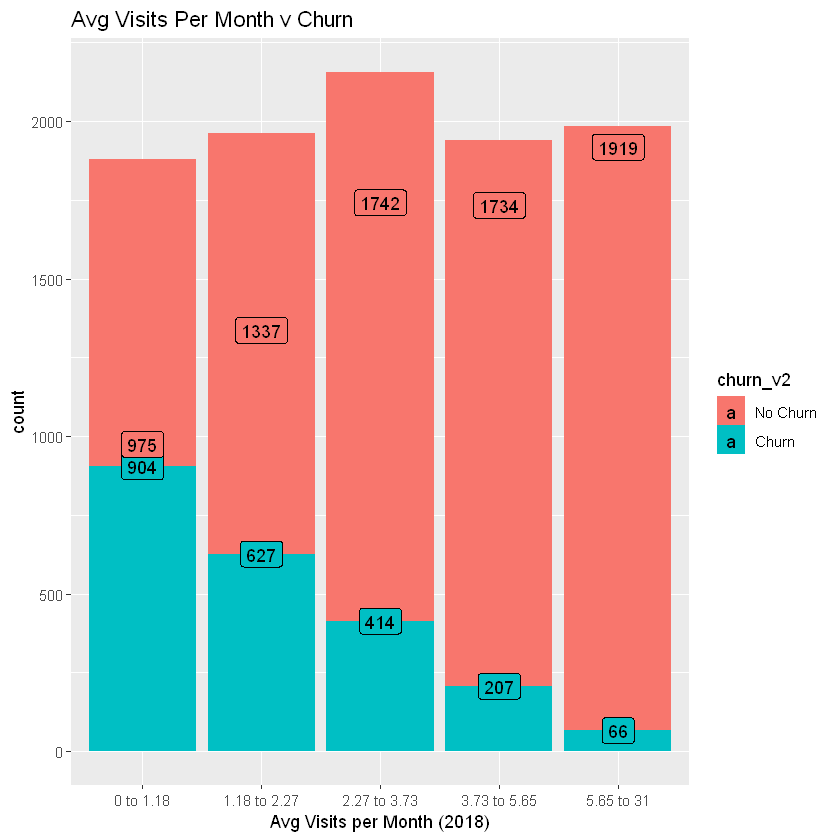 Avg Visits Per Month v Churn
2000
1500
1000
500
0
count
1919
1742
1734
1337
975
904
627
414
207
66
0 to 1.18
1.18 to 2.27
2.27 to 3.73
3.73 to 5.65
5.65 to 31
Avg Visits per Month (2018)
churn_v2
a No Churn
a Churn